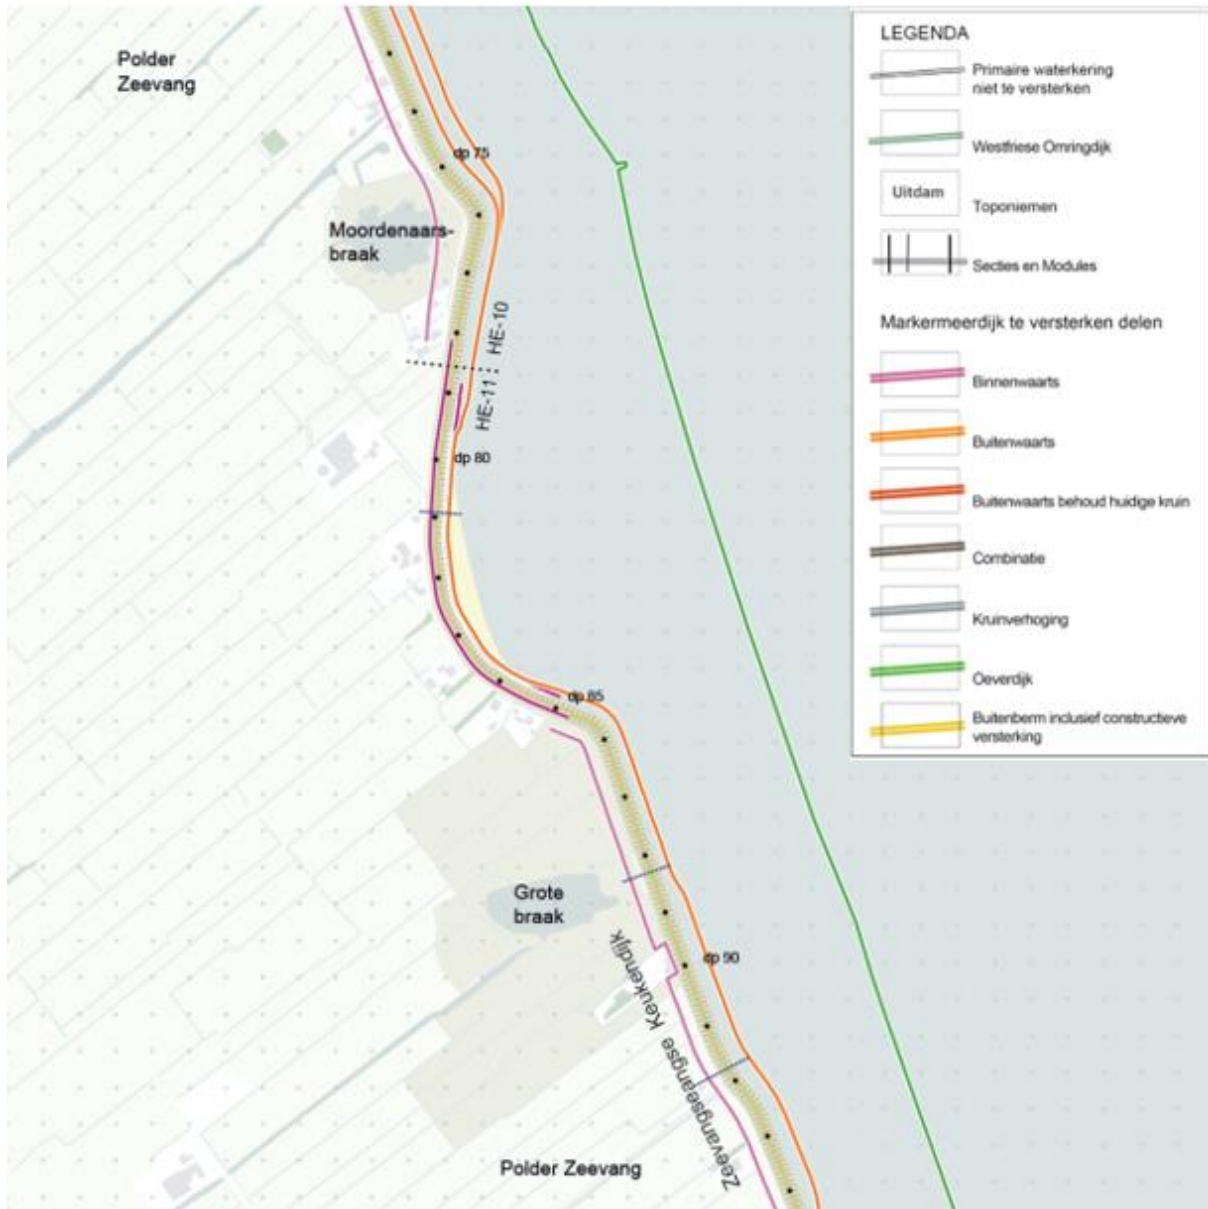 Polder
Zeevang
dp 75
Moordenaars-
braak
HE-10
HE-11
dp 80
dp 85
Grote
braak
dp 90
Zeevangseangse Keukendijk
Polder Zeevang
LEGENDA
Primaire waterkering
niet te versterken
Westfriese Omringdijk
Uitdam
Toponiemen
Secties en Modules
Markermeerdijk te versterken delen
Binnenwaarts
Buitenwaarts
Buitenwaarts behoud huidige kruin
Combinatie
Kruinverhoging
Oeverdijk
Buitenberm inclusief constructieve
versterking